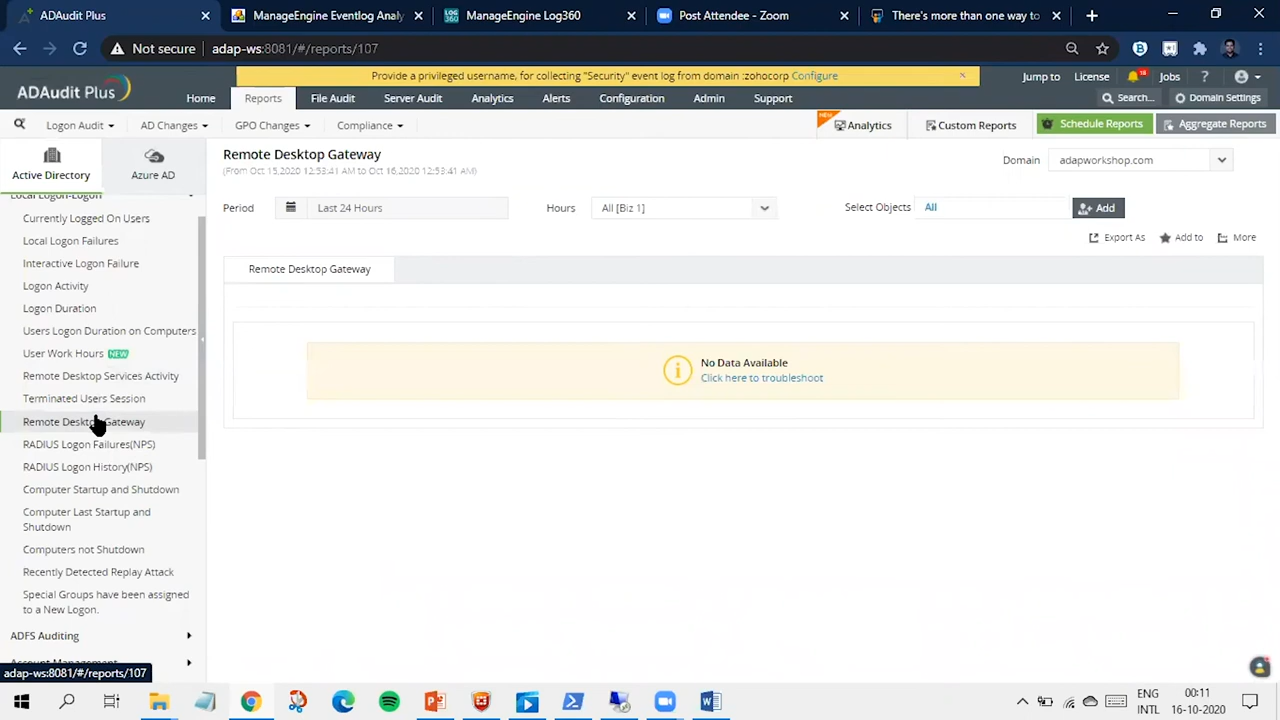 ADAudit Plus
ManageEngine Eventlog Analy
ManageEngine Log360
Post Attendee - Zoom
There's more than one way to
Not secure adap-ws:8081/#/reports/107
Provide a privileged username, for collecting "Security" event log from domain :zohocorp Configure
Jump to License 18 Jobs ?
ADAudit Plus
Home Reports File Audit Server Audit Analytics Alerts Configuration Admin Support
Search... Domain Settings
Logon Audit AD Changes GPO Changes Compliance
NEW Analytics Custom Reports Schedule Reports Aggregate Reports
Active Directory
Azure AD
Local Logon-Logoff
Currently Logged On Users
Local Logon Failures
Interactive Logon Failure
Logon Activity
Logon Duration
Users Logon Duration on Computers
User Work Hours NEW
Remote Desktop Services Activity
Terminated Users Session
Remote Desktop Gateway
RADIUS Logon Failures(NPS)
RADIUS Logon History(NPS)
Computer Startup and Shutdown
Computer Last Startup and
Shutdown
Computers not Shutdown
Recently Detected Replay Attack
Special Groups have been assigned
to a New Logon.
ADFS Auditing
Account Management
adap-ws:8081/#/reports/107
Remote Desktop Gateway
(From Oct 15,2020 12:53:41 AM to Oct 16,2020 12:53:41 AM)
Domain adapworkshop.com
Period Last 24 Hours Hours All [Biz 1] Select Objects All Add
Export As Add to More
Remote Desktop Gateway
No Data Available
Click here to troubleshoot
ENG
INTL
00:11
16-10-2020